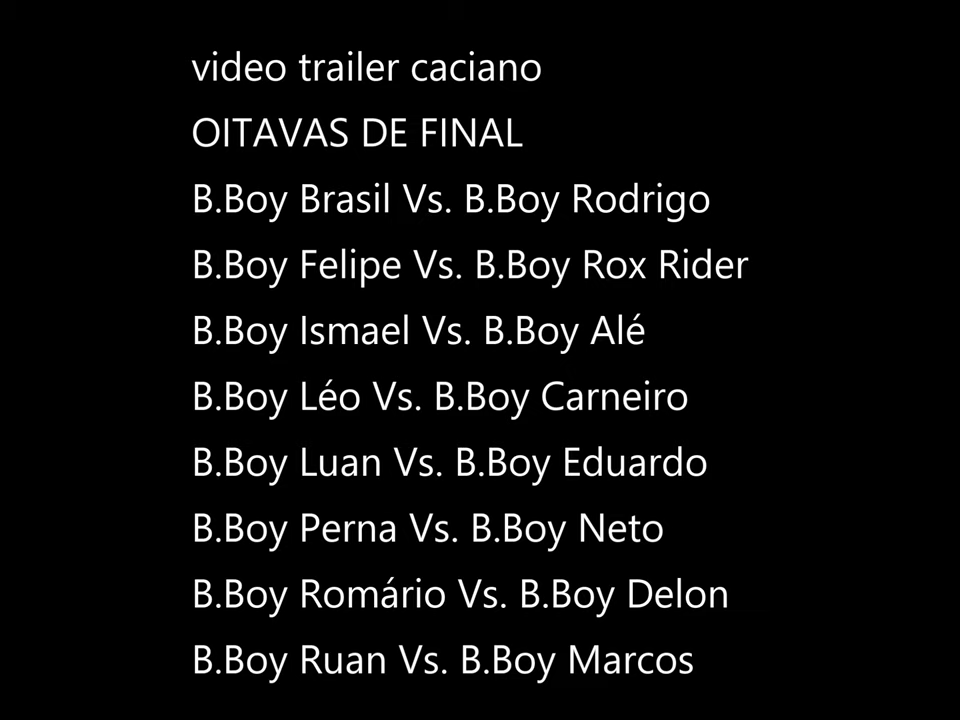 video trailer caciano
OITAVAS DE FINAL
B.Boy Brasil Vs. B.Boy Rodrigo
B.Boy Felipe Vs. B.Boy Rox Rider
B.Boy Ismael Vs. B.Boy Alé
B.Boy Léo Vs. B.Boy Carneiro
B.Boy Luan Vs. B.Boy Eduardo
B.Boy Perna Vs. B.Boy Neto
B.Boy Romário Vs. B.Boy Delon
B.Boy Ruan Vs. B.Boy Marcos